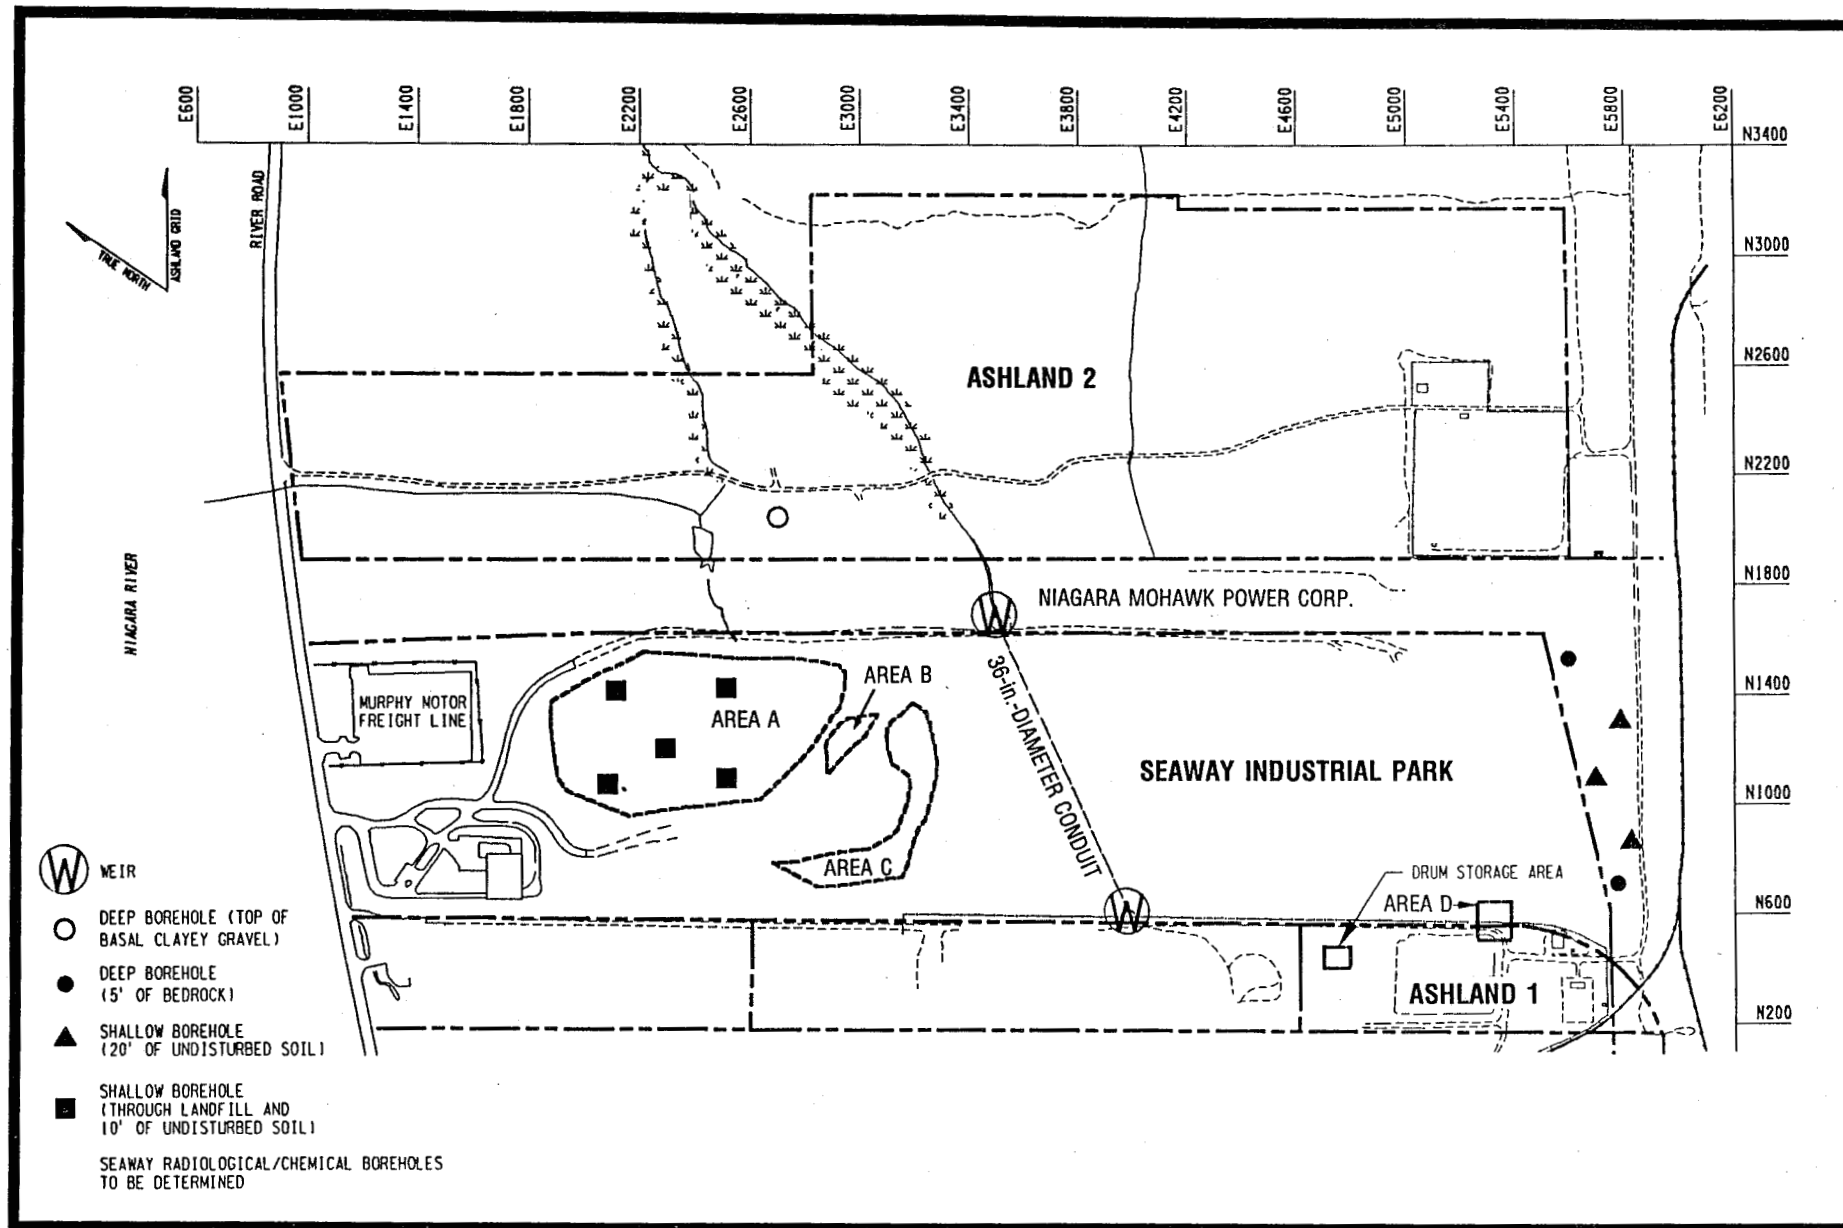 E600
E1000
E1400
E1800
E2200
E2600
E3000
E3400
E3800
E4200
E4600
E5000
E5400
E5800
E6200
N3400
RIVER ROAD
ASHLAND GRID
TRUE NORTH
N3000
N2600
ASHLAND 2
N2200
NIAGARA RIVER
N1800
NIAGARA MOHAWK POWER CORP.
W
36-in.-DIAMETER CONDUIT
AREA B
N1400
MURPHY MOTOR
FREIGHT LINE
AREA A
SEAWAY INDUSTRIAL PARK
N1000
AREA C
DRUM STORAGE AREA
AREA D
N600
W
ASHLAND 1
N200
W WEIR
DEEP BOREHOLE (TOP OF
BASAL CLAYEY GRAVEL)
DEEP BOREHOLE
(5' OF BEDROCK)
SHALLOW BOREHOLE
(20' OF UNDISTURBED SOIL)
SHALLOW BOREHOLE
(THROUGH LANDFILL AND
10' OF UNDISTURBED SOIL)
SEAWAY RADIOLOGICAL/CHEMICAL BOREHOLES
TO BE DETERMINED